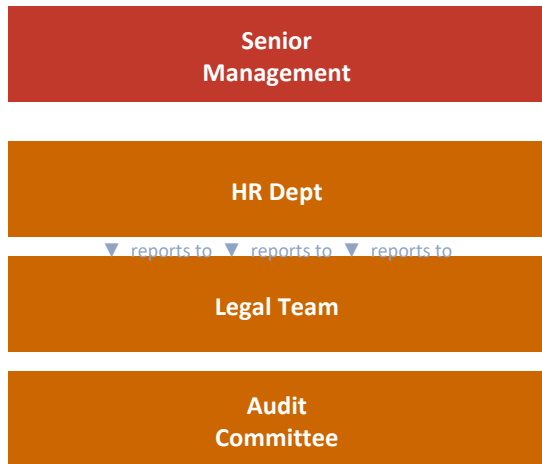 Senior
Management
HR Dept
▼ reports to ▼ reports to ▼ reports to
Legal Team
Audit
Committee